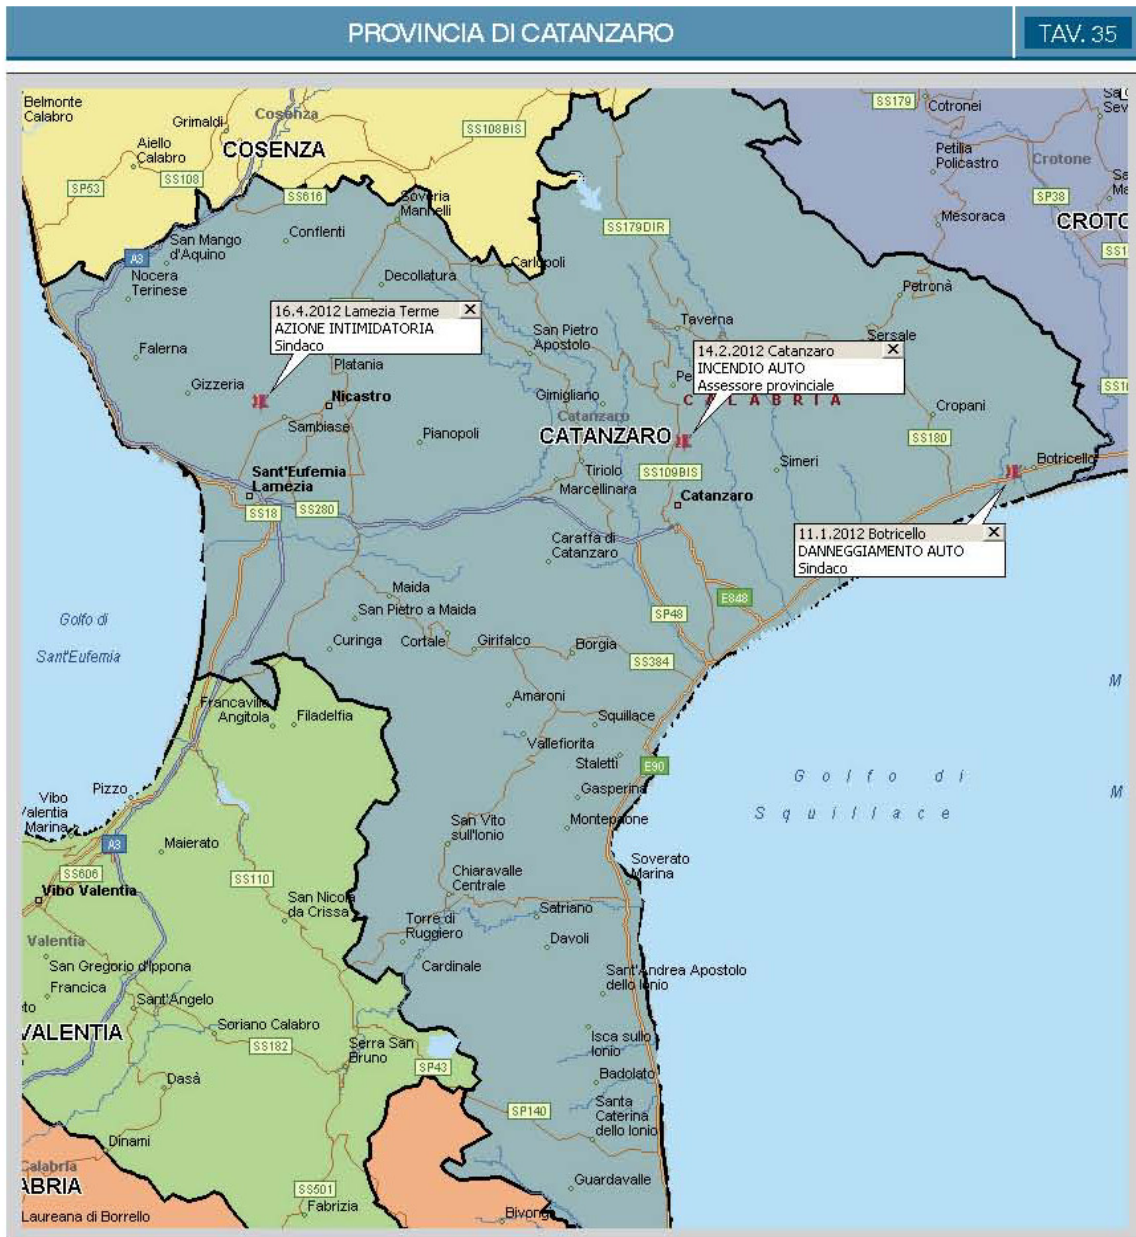 PROVINCIA DI CATANZARO
TAV. 35
Belmonte
Calabro
Grimaldi
Cosenza
Aiello
Calabro
COSENZA
SS108BIS
SS179
Cotronei
Petilia
Policastro
Crotone
SP53
SS108
SS616
Soveria
Mannelli
SP38
Mesoraca
SS179DIR
Conflenti
San Mango
d'Aquino
A3
Nocera
Terinese
Decollatura
Carlopoli
Petronà
16.4.2012 Lamezia Terme
AZIONE INTIMIDATORIA
Sindaco
Falerna
Platania
San Pietro
Apostolo
Taverna
Sersale
14.2.2012 Catanzaro
INCENDIO AUTO
Assessore provinciale
Gizzeria
Nicastro
Gimigliano
CALABRIA
Cropani
Sambiase
Pianopoli
Catanzaro
CATANZARO
SS180
Botricello
Sant'Eufemia
Lamezia
Tiriolo
Marcellinara
SS109BIS
Simeri
SS18
SS280
Catanzaro
11.1.2012 Botricello
DANNEGGIAMENTO AUTO
Sindaco
Caraffa di
Catanzaro
Maida
San Pietro a Maida
E848
SP48
Golfo di
Sant'Eufemia
Curinga
Cortale
Girifalco
Borgia
SS384
Amaroni
M
Francavilla
Angitola
Filadelfia
Squillace
Vallefiorita
Staletti
E90
Golfo di
Squillace
M
Pizzo
Gasperina
Vibo
Valentia
Marina
San Vito
sull'Ionio
Montepaone
A3
Maierato
Soverato
Marina
SS606
SS110
Chiaravalle
Centrale
Vibo Valentia
San Nicola
da Crissa
Satriano
Torre di
Ruggiero
Davoli
Valentia
San Gregorio d'Ippona
Cardinale
Sant'Andrea Apostolo
dello Ionio
Francica
Sant'Angelo
VALENTIA
Soriano Calabro
Isca sullo
Ionio
SS182
Serra San
Bruno
SP43
Badolato
Dasà
SP140
Santa
Caterina
dello Ionio
Dinami
Calabria
ABRIA
SS501
Guardavalle
Laureana di Borrello
Fabrizia